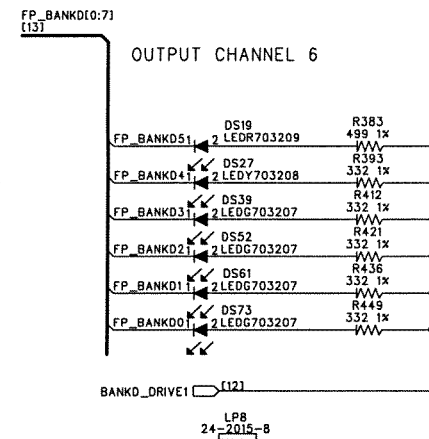 FP_BANKD[0:7]
[13]
OUTPUT CHANNEL 6
FP_BANKD5 1 2 DS19 LEDR703209 R383 499 1%
FP_BANKD4 1 2 DS27 LEDY703208 R393 332 1%
FP_BANKD3 1 2 DS39 LEDG703207 R412 332 1%
FP_BANKD2 1 2 DS52 LEDG703207 R421 332 1%
FP_BANKD1 1 2 DS61 LEDG703207 R436 332 1%
FP_BANKD0 1 2 DS73 LEDG703207 R449 332 1%
BANKD_DRIVE1 [12]
LP8
24-2015-8